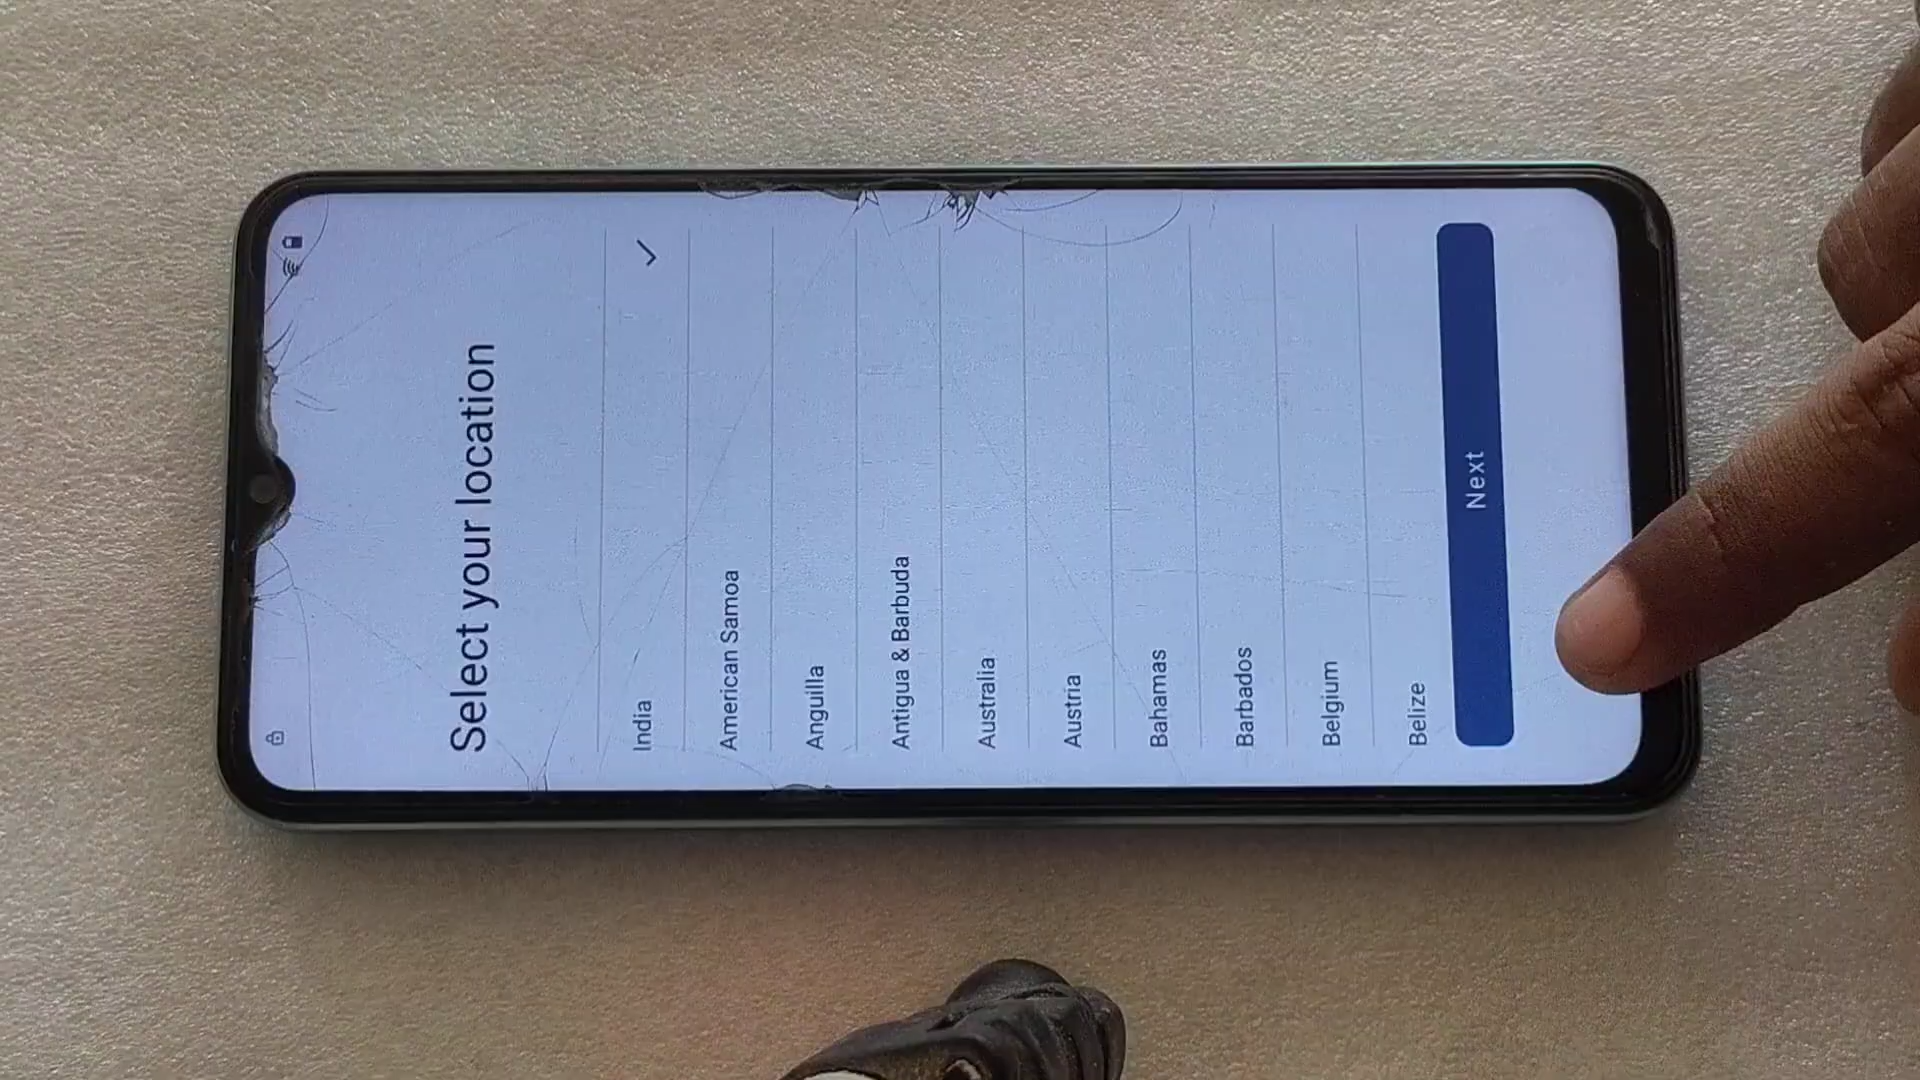 Select your location
India
American Samoa
Anguilla
Antigua & Barbuda
Australia
Austria
Bahamas
Barbados
Belgium
Belize
Next